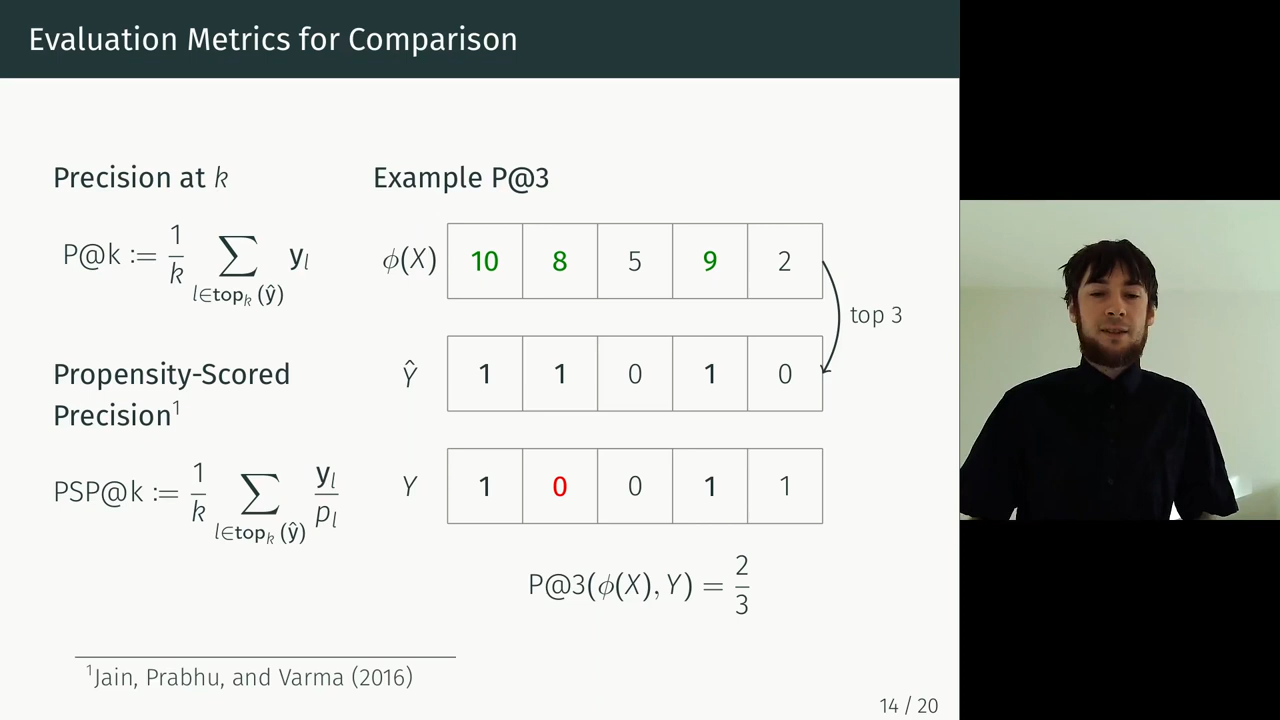 Evaluation Metrics for Comparison
Precision at k
P@k := 1/k ∑ l∈top_k(ŷ) y_l
Propensity-Scored
Precision¹
PSP@k := 1/k ∑ l∈top_k(ŷ) y_l/p_l
Example P@3
ϕ(X) 10 8 5 9 2
top 3
Ŷ 1 1 0 1 0
Y 1 0 0 1 1
P@3(ϕ(X), Y) = 2/3
¹Jain, Prabhu, and Varma (2016)
14 / 20